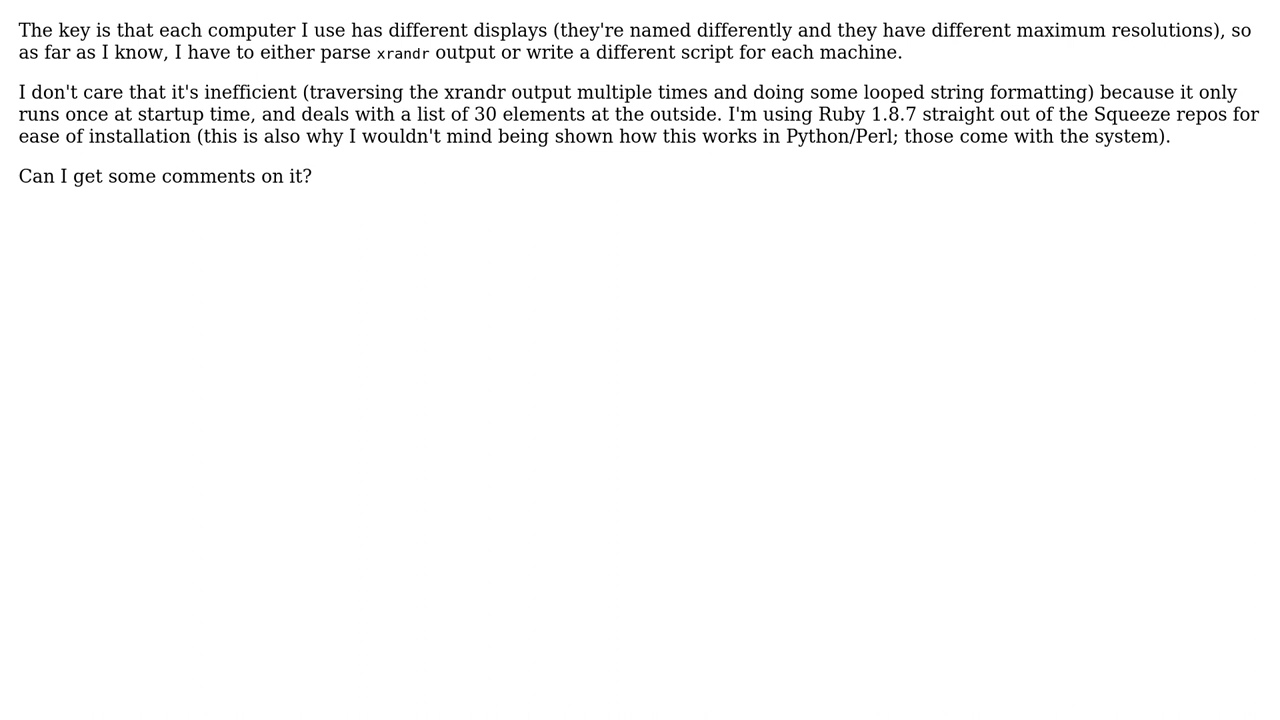 The key is that each computer I use has different displays (they're named differently and they have different maximum resolutions), so
as far as I know, I have to either parse xrandr output or write a different script for each machine.
I don't care that it's inefficient (traversing the xrandr output multiple times and doing some looped string formatting) because it only
runs once at startup time, and deals with a list of 30 elements at the outside. I'm using Ruby 1.8.7 straight out of the Squeeze repos for
ease of installation (this is also why I wouldn't mind being shown how this works in Python/Perl; those come with the system).
Can I get some comments on it?